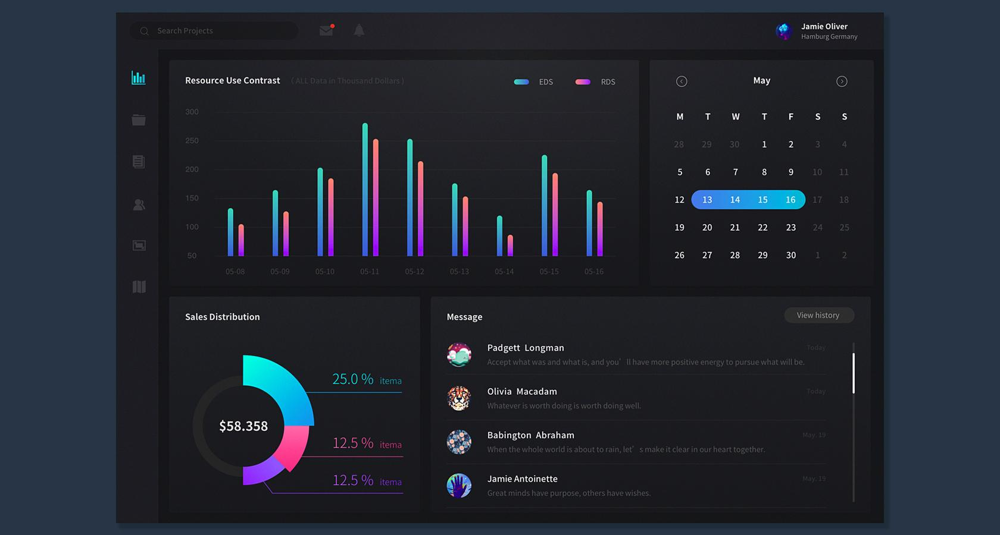 Search Projects
Jamie Oliver
Hamburg Germany
Resource Use Contrast ( ALL Data in Thousand Dollars )
EDS RDS
300
250
200
150
100
50
05-08 05-09 05-10 05-11 05-12 05-13 05-14 05-15 05-16
May
M T W T F S S
28 29 30 1 2 3 4
5 6 7 8 9 10 11
12 13 14 15 16 17 18
19 20 21 22 23 24 25
26 27 28 29 30 1 2
Sales Distribution
$58.358
25.0 % itema
12.5 % itema
12.5 % itema
Message
View history
Padgett Longman Today
Accept what was and what is, and you' ll have more positive energy to pursue what will be.
Olivia Macadam Today
Whatever is worth doing is worth doing well.
Babington Abraham May. 19
When the whole world is about to rain, let' s make it clear in our heart together.
Jamie Antoinette May. 19
Great minds have purpose, others have wishes.